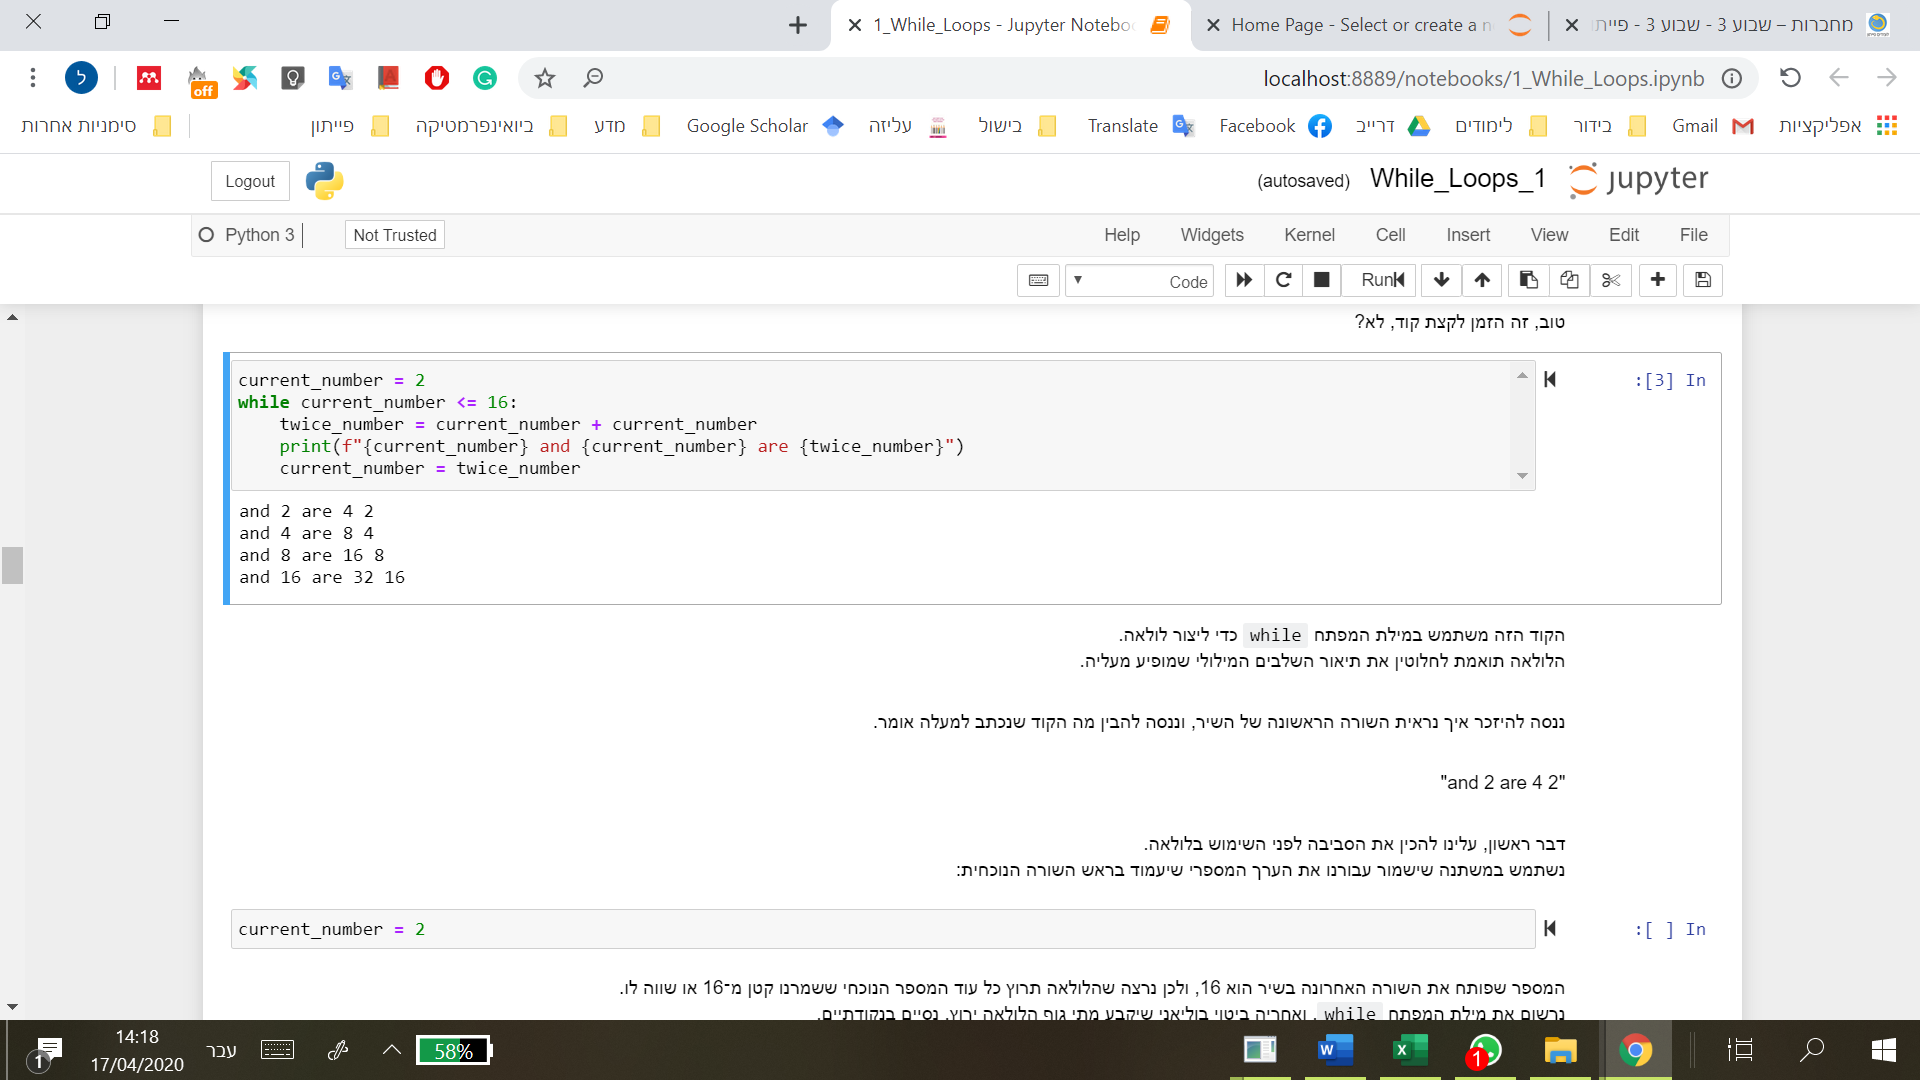 מחברות – שבוע 3 - שבוע 3 - פיית
Home Page - Select or create a n
1_While_Loops - Jupyter Notebo
localhost:8889/notebooks/1_While_Loops.ipynb
off
ל
אפליקציות
Gmail
בידור
לימודים
דרייב
Facebook
Translate
בישול
עליזה
Google Scholar
מדע
ביואינפרמטיקה
פייתון
סימניות אחרות
jupyter
While_Loops_1
(autosaved)
Logout
File
Edit
View
Insert
Cell
Kernel
Widgets
Help
Not Trusted
Python 3
Run
Code
טוב, זה הזמן לקצת קוד, לא?
:[3] In
current_number = 2
while current_number <= 16:
    twice_number = current_number + current_number
    print(f"{current_number} and {current_number} are {twice_number}")
    current_number = twice_number
and 2 are 4 2
and 4 are 8 4
and 8 are 16 8
and 16 are 32 16
הקוד הזה משתמש במילת המפתח while כדי ליצור לולאה.
הלולאה תואמת לחלוטין את תיאור השלבים המילולי שמופיע מעליה.
ננסה להיזכר איך נראית השורה הראשונה של השיר, וננסה להבין מה הקוד שנכתב למעלה אומר.
"and 2 are 4 2"
דבר ראשון, עלינו להכין את הסביבה לפני השימוש בלולאה.
נשתמש במשתנה שישמור עבורנו את הערך המספרי שיעמוד בראש השורה הנוכחית:
:[ ] In
current_number = 2
המספר שפותח את השורה האחרונה בשיר הוא 16, ולכן נרצה שהלולאה תרוץ כל עוד המספר הנוכחי ששמרנו קטן מ־16 או שווה לו.
נרשום את מילת המפתח while, ואחריה ביטוי בוליאני שיקבע מתי גוף הלולאה ירוץ. נסיים בנקודתיים.
1
14:18
17/04/2020
עבר
58%
1